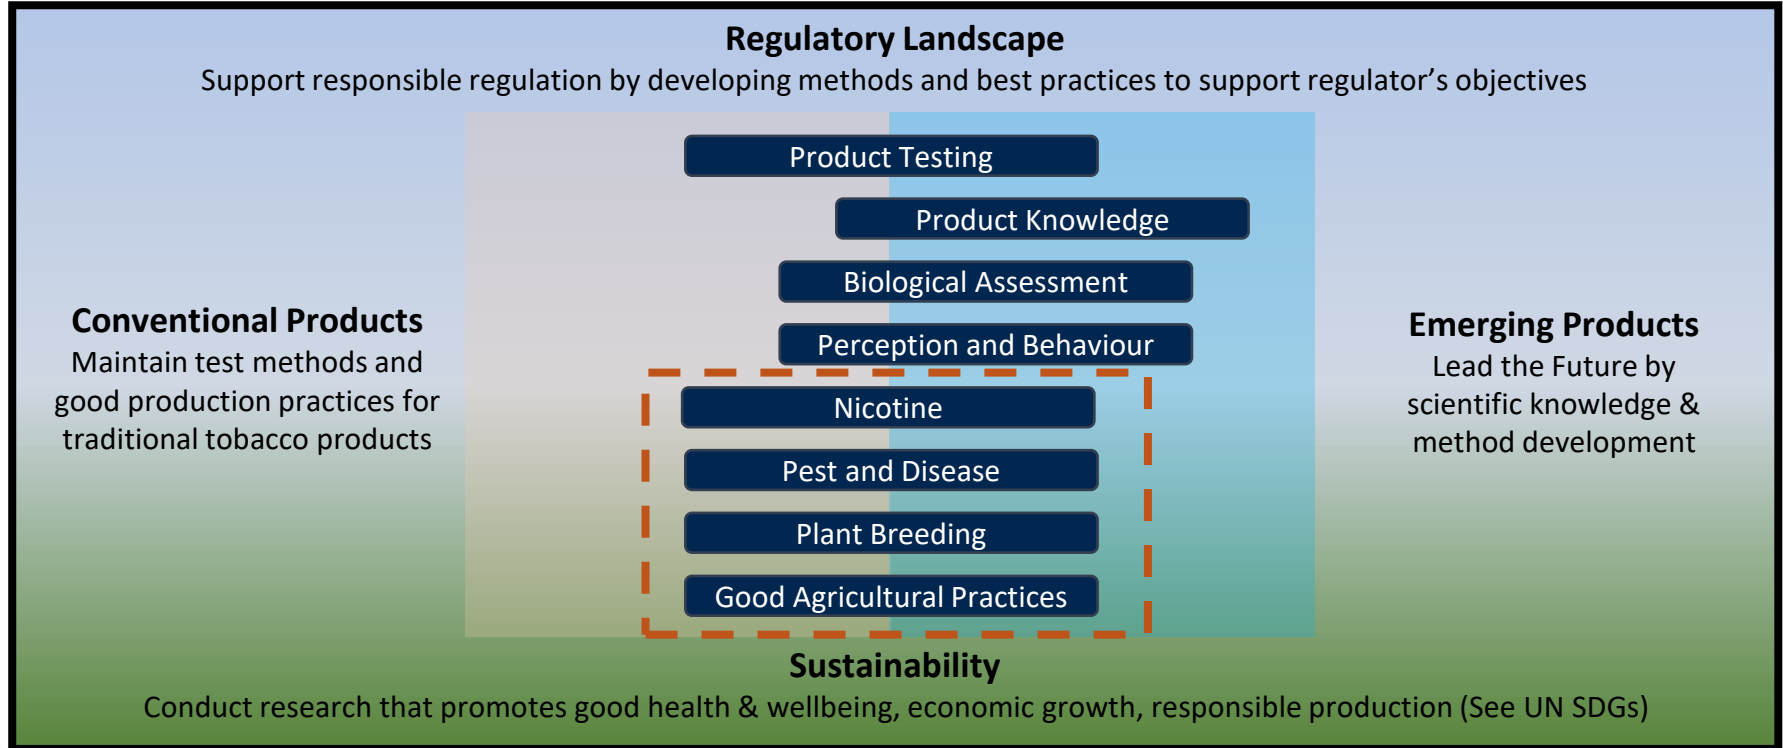 Regulatory Landscape
Support responsible regulation by developing methods and best practices to support regulator’s objectives
Product Testing
Product Knowledge
Biological Assessment
Perception and Behaviour
Nicotine
Pest and Disease
Plant Breeding
Good Agricultural Practices
Conventional Products
Maintain test methods and
good production practices for
traditional tobacco products
Emerging Products
Lead the Future by
scientific knowledge &
method development
Sustainability
Conduct research that promotes good health & wellbeing, economic growth, responsible production (See UN SDGs)